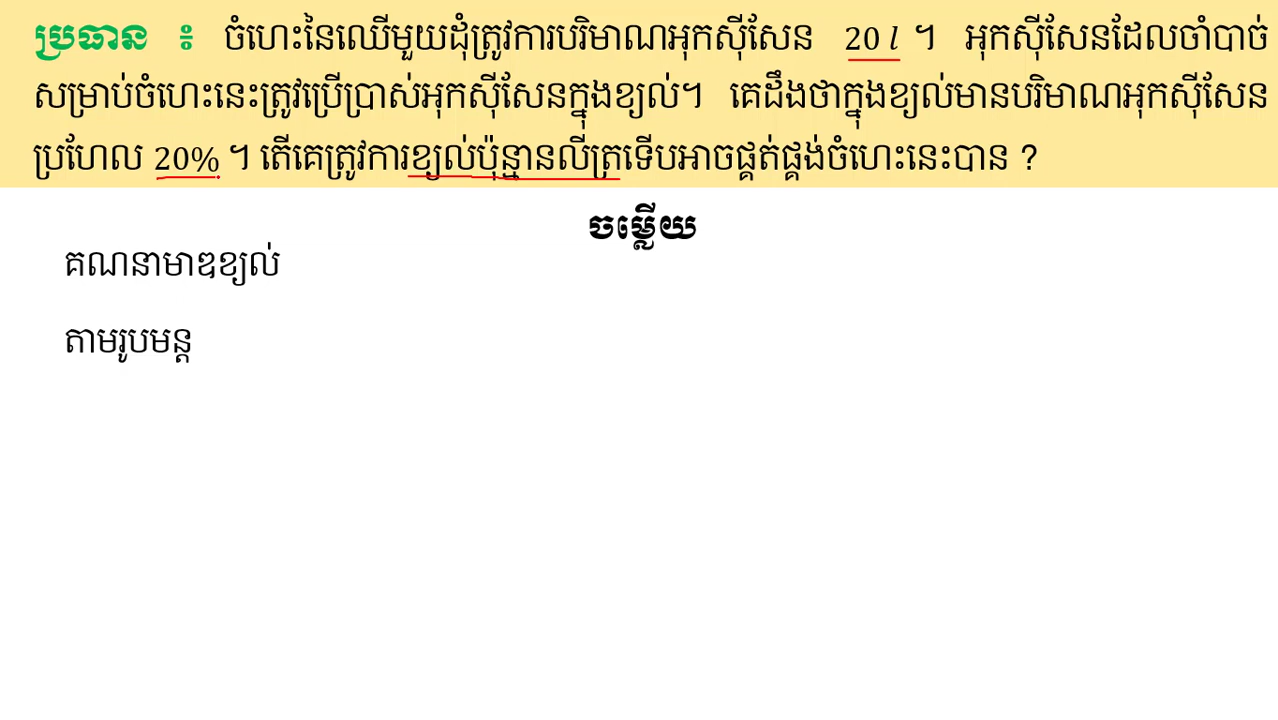 ប្រធាន ៖ ចំហេះនៃឈើមួយដុំត្រូវការបរិមាណអុកស៊ីសែន 20 l ។ អុកស៊ីសែនដែលចាំបាច់
សម្រាប់ចំហេះនេះត្រូវប្រើប្រាស់អុកស៊ីសែនក្នុងខ្យល់។ គេដឹងថាក្នុងខ្យល់មានបរិមាណអុកស៊ីសែន
ប្រហែល 20% ។ តើគេត្រូវការខ្យល់ប៉ុន្មានលីត្រទើបអាចផ្គត់ផ្គង់ចំហេះនេះបាន ?
ចម្លើយ
គណនាមាឌខ្យល់
តាមរូបមន្ត